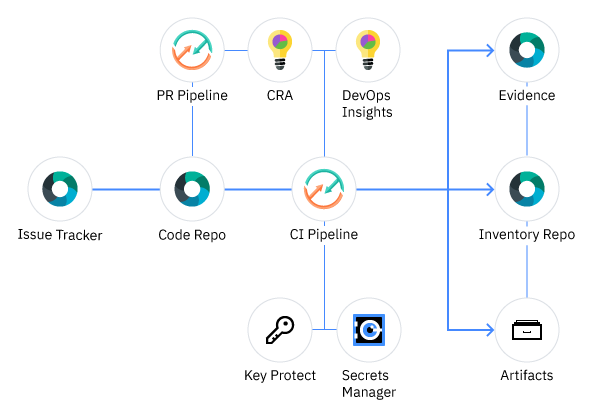 PR Pipeline
CRA
DevOps
Insights
Evidence
Issue Tracker
Code Repo
CI Pipeline
Inventory Repo
Key Protect
Secrets
Manager
Artifacts